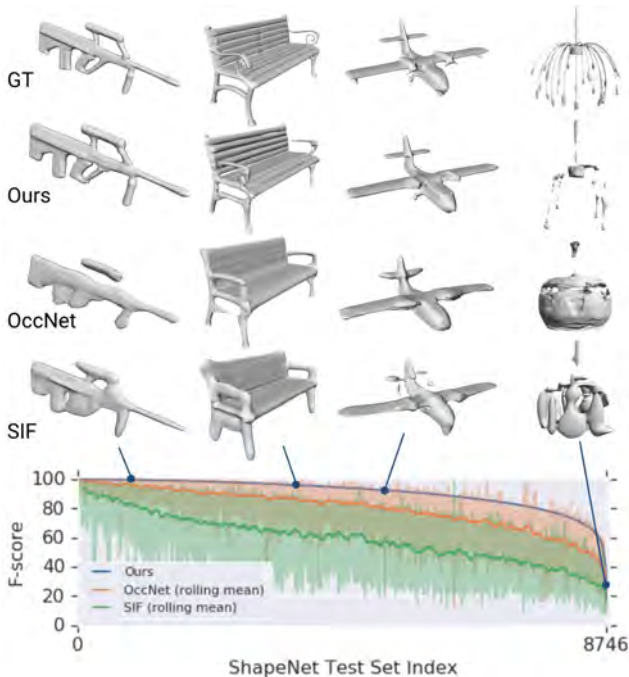 GT
Ours
OccNet
SIF
100
80
60
40
20
0
F-score
Ours
OccNet (rolling mean)
SIF (rolling mean)
0
8746
ShapeNet Test Set Index